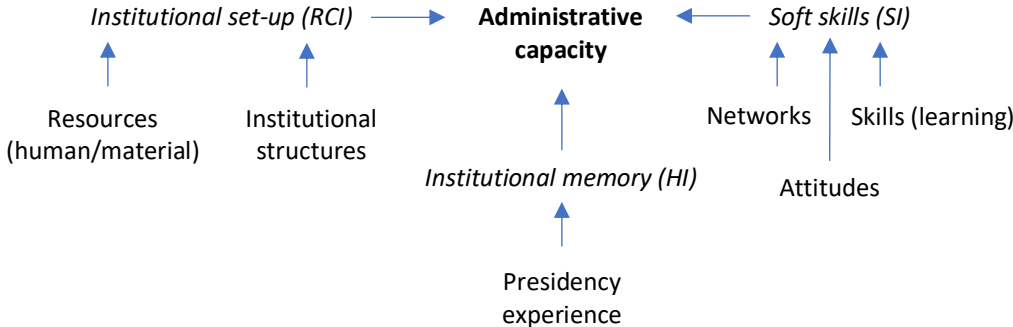 Institutional set-up (RCI)
Administrative
capacity
Soft skills (SI)
Resources
(human/material)
Institutional
structures
Networks
Skills (learning)
Institutional memory (HI)
Attitudes
Presidency
experience